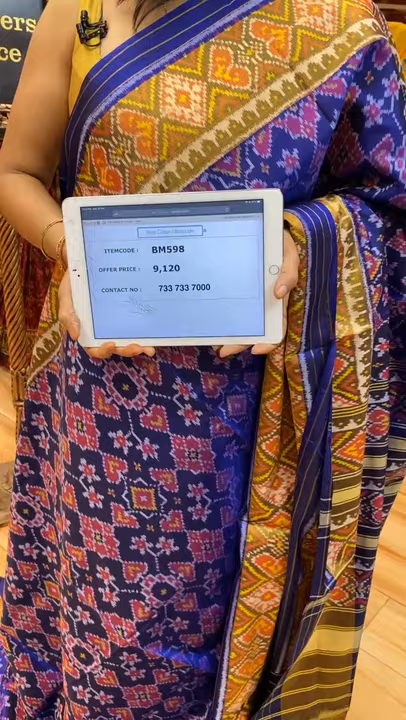 ers
ce
ITEMCODE : BM598
OFFER PRICE : 9,120
CONTACT NO : 733 733 7000